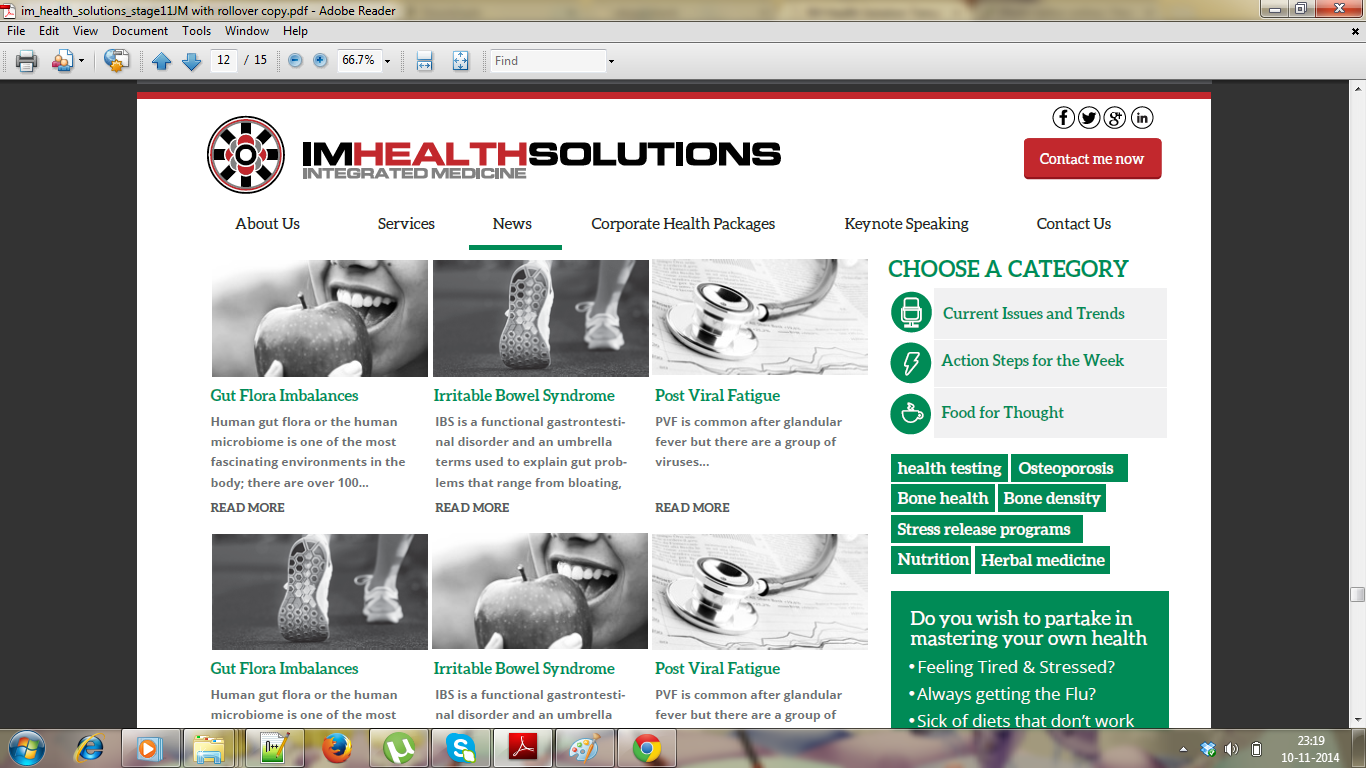 im_health_solutions_stage11JM with rollover copy.pdf - Adobe Reader
File Edit View Document Tools Window Help
12 / 15 66.7% Find
IMHEALTHSOLUTIONS
INTEGRATED MEDICINE
Contact me now
About Us Services News Corporate Health Packages Keynote Speaking Contact Us
Gut Flora Imbalances
Human gut flora or the human
microbiome is one of the most
fascinating environments in the
body; there are over 100...
READ MORE
Irritable Bowel Syndrome
IBS is a functional gastrontesti-
nal disorder and an umbrella
terms used to explain gut prob-
lems that range from bloating,
READ MORE
Post Viral Fatigue
PVF is common after glandular
fever but there are a group of
viruses...
READ MORE
Gut Flora Imbalances
Human gut flora or the human
microbiome is one of the most
Irritable Bowel Syndrome
IBS is a functional gastrontesti-
nal disorder and an umbrella
Post Viral Fatigue
PVF is common after glandular
fever but there are a group of
CHOOSE A CATEGORY
Current Issues and Trends
Action Steps for the Week
Food for Thought
health testing Osteoporosis
Bone health Bone density
Stress release programs
Nutrition Herbal medicine
Do you wish to partake in
mastering your own health
•Feeling Tired & Stressed?
•Always getting the Flu?
•Sick of diets that don't work
23:19
10-11-2014